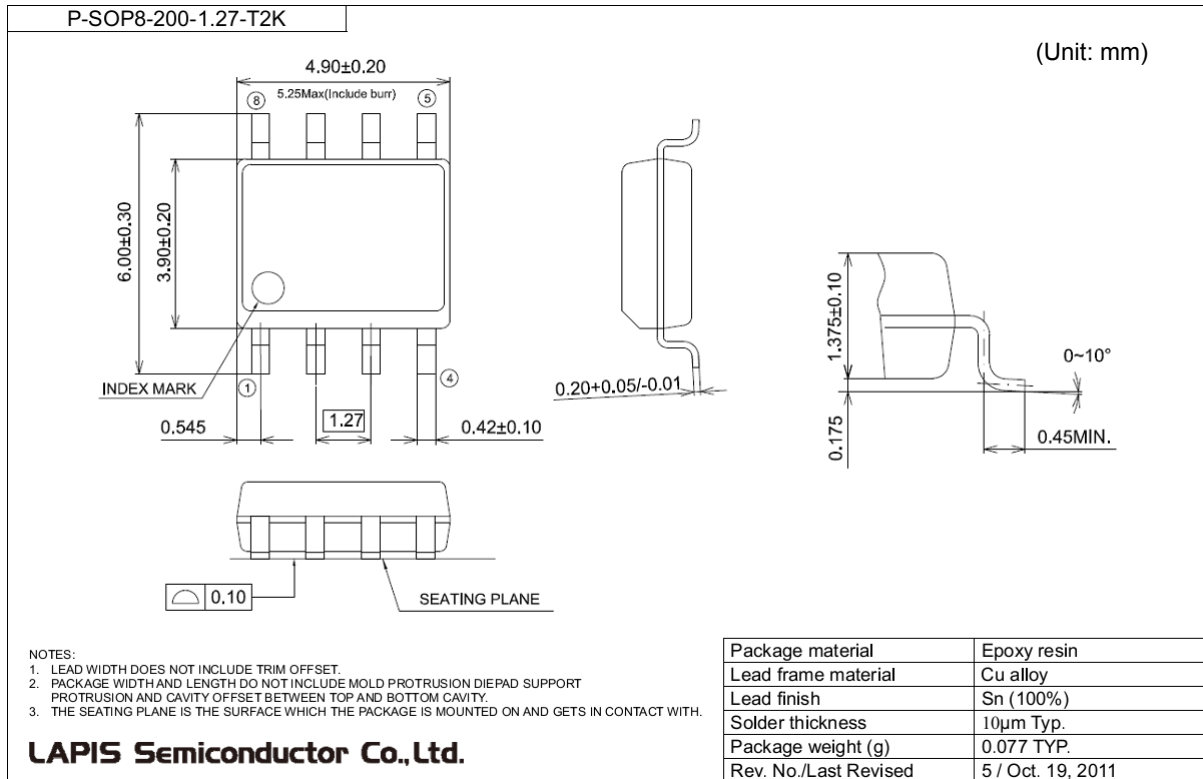 P-SOP8-200-1.27-T2K
(Unit: mm)
4.90±0.20
5.25Max(Include burr)
8
5
6.00±0.30
3.90±0.20
INDEX MARK
1
4
0.545
1.27
0.42±0.10
0.20+0.05/-0.01
1.375±0.10
0.175
0~10°
0.45MIN.
0.10
SEATING PLANE
NOTES:
1. LEAD WIDTH DOES NOT INCLUDE TRIM OFFSET.
2. PACKAGE WIDTH AND LENGTH DO NOT INCLUDE MOLD PROTRUSION DIEPAD SUPPORT
PROTRUSION AND CAVITY OFFSET BETWEEN TOP AND BOTTOM CAVITY.
3. THE SEATING PLANE IS THE SURFACE WHICH THE PACKAGE IS MOUNTED ON AND GETS IN CONTACT WITH.
LAPIS Semiconductor Co.,Ltd.
Package material Epoxy resin
Lead frame material Cu alloy
Lead finish Sn (100%)
Solder thickness 10μm Typ.
Package weight (g) 0.077 TYP.
Rev. No./Last Revised 5 / Oct. 19, 2011